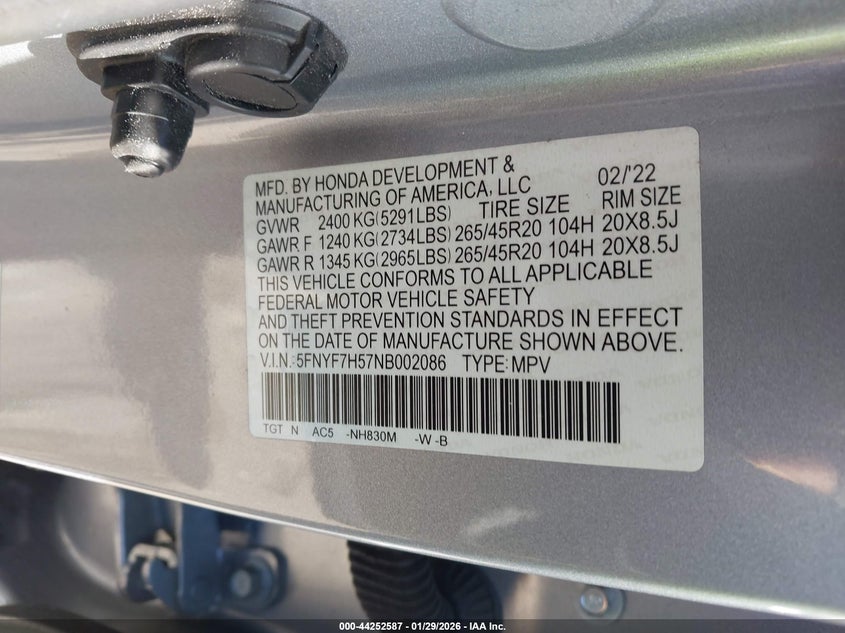 MFD. BY HONDA DEVELOPMENT & 02/'22
MANUFACTURING OF AMERICA, LLC
GVWR 2400 KG(5291LBS) TIRE SIZE RIM SIZE
GAWR F 1240 KG(2734LBS) 265/45R20 104H 20X8.5J
GAWR R 1345 KG(2965LBS) 265/45R20 104H 20X8.5J
THIS VEHICLE CONFORMS TO ALL APPLICABLE
FEDERAL MOTOR VEHICLE SAFETY
AND THEFT PREVENTION STANDARDS IN EFFECT
ON THE DATE OF MANUFACTURE SHOWN ABOVE.
V.I.N.: 5FNYF7H57NB002086 TYPE: MPV
TGT N AC5 -NH830M -W -B
000-44252587 - 01/29/2026 - IAA Inc.